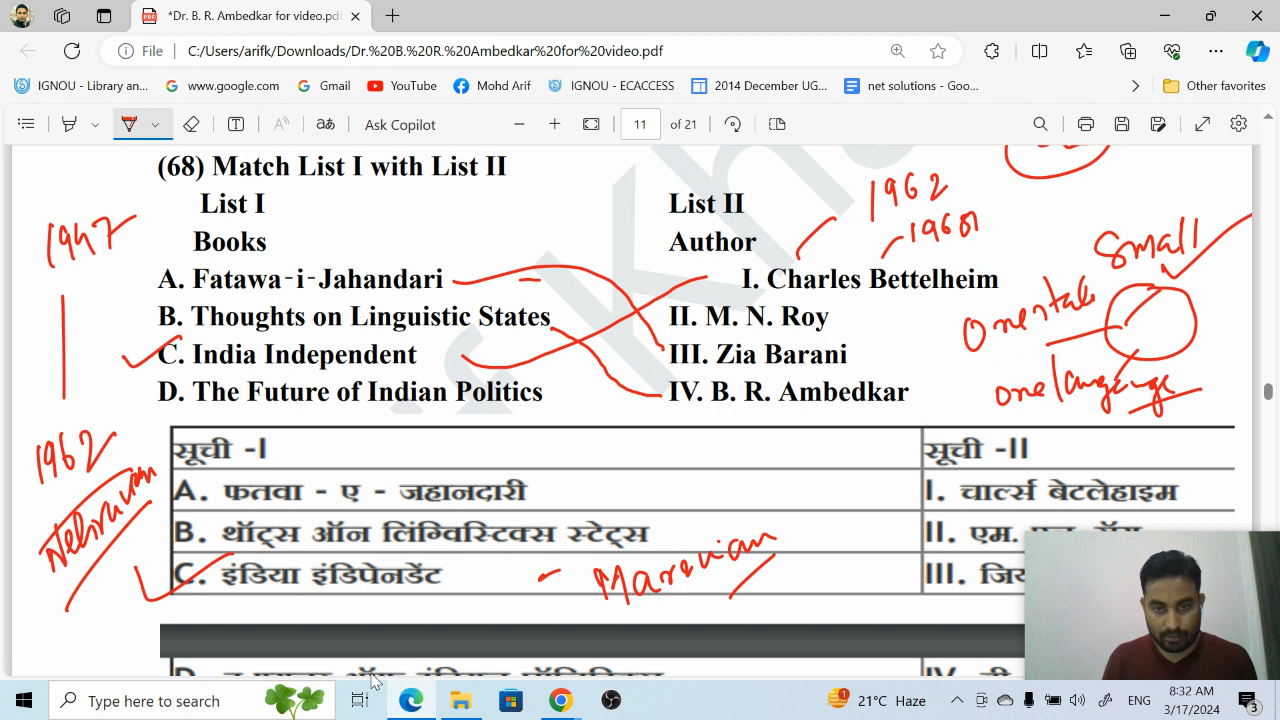 *Dr. B. R. Ambedkar for video.pdf
File C:/Users/arifk/Downloads/Dr.%20B.%20R.%20Ambedkar%20for%20video.pdf
IGNOU - Library an... www.google.com Gmail YouTube Mohd Arif IGNOU - ECACCESS 2014 December UG... net solutions - Goo... Other favorites
Ask Copilot 11 of 21
(68) Match List I with List II
List I List II
Books Author
A. Fatawa-i-Jahandari I. Charles Bettelheim
B. Thoughts on Linguistic States II. M. N. Roy
C. India Independent III. Zia Barani
D. The Future of Indian Politics IV. B. R. Ambedkar
1947
1962
1962
Small
one language
सूची -I सूची -II
A. फतवा - ए - जहानदारी I. चार्ल्स बेटलेहाइम
B. थॉट्स ऑन लिंग्विस्टिक्स स्टेट्स II. एम.
C. इंडिया इंडिपेनडेंट III.
Type here to search 21°C Haze ENG 8:32 AM
3/17/2024 3